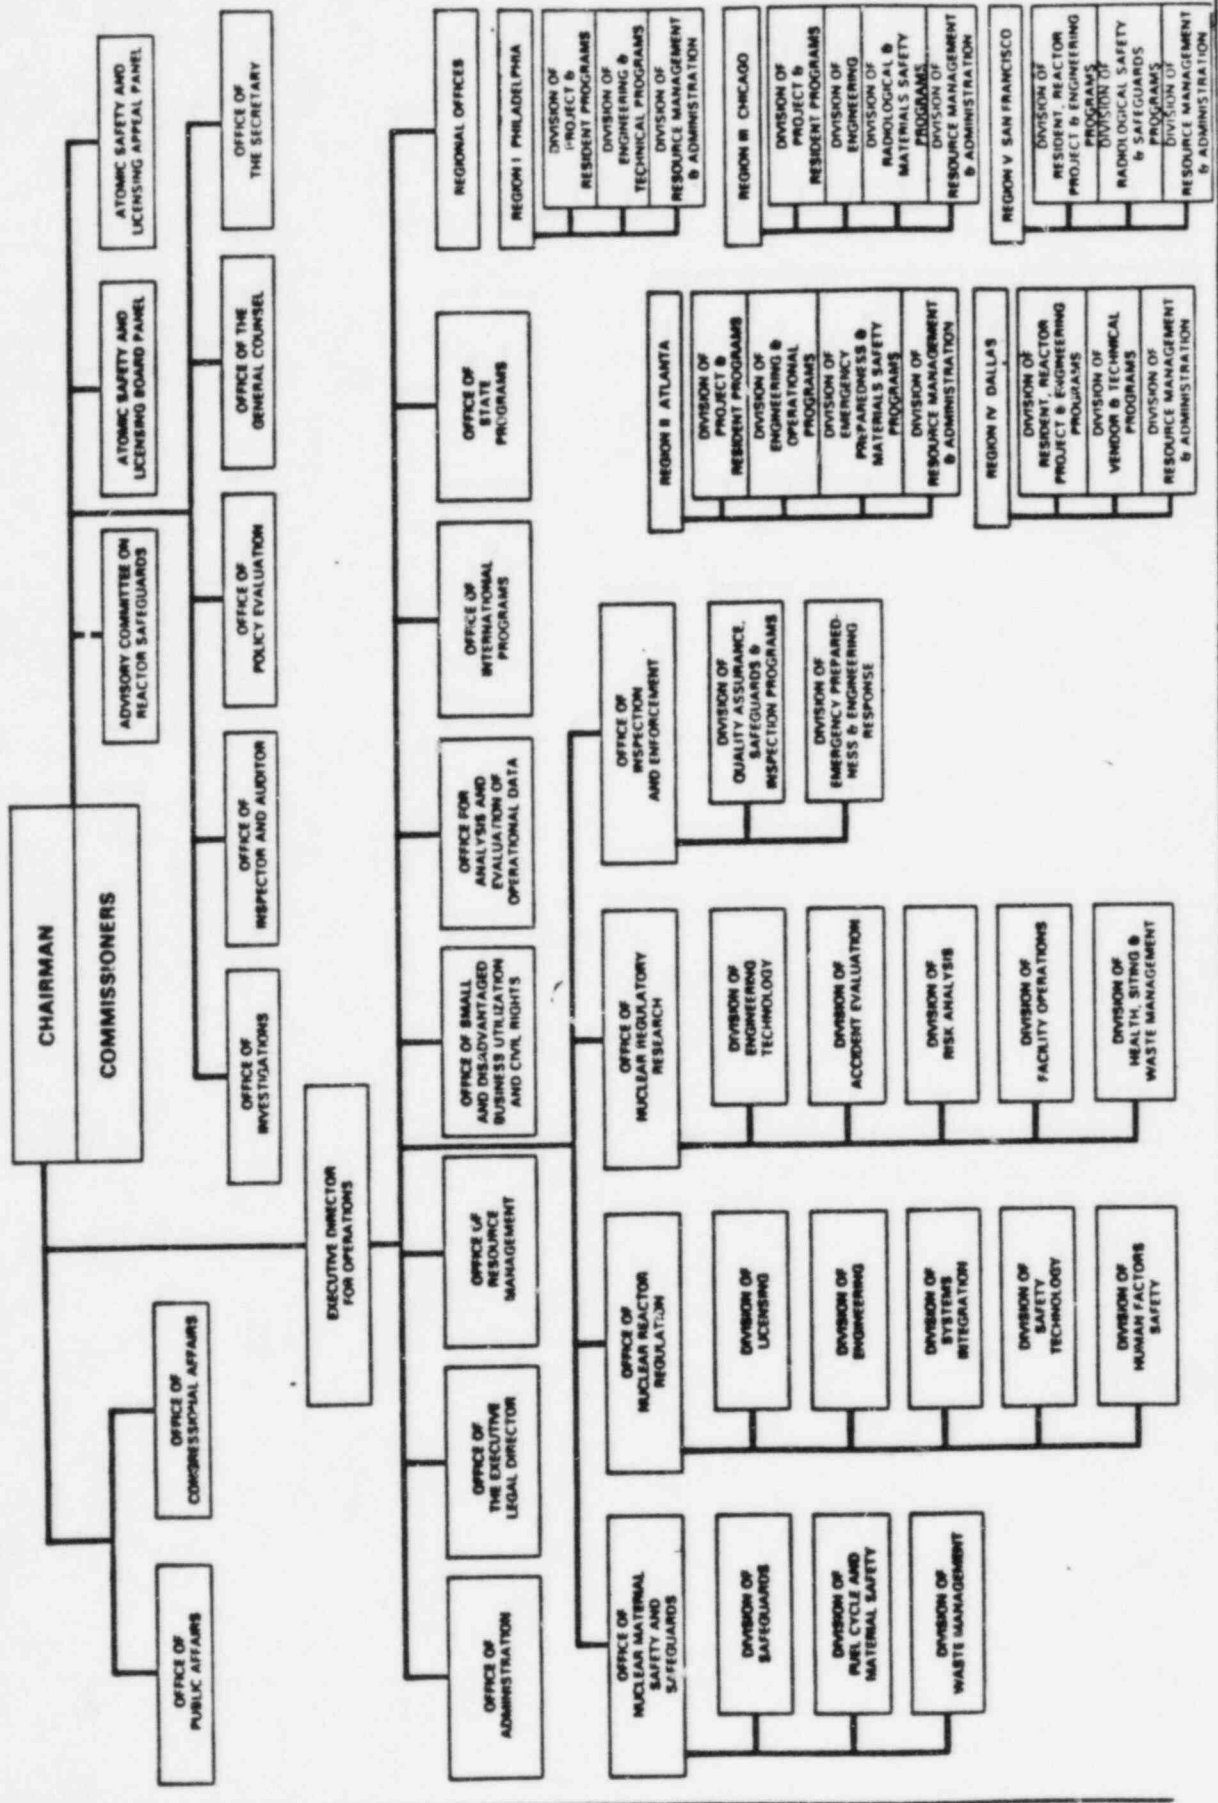 CHAIRMAN
COMMISSIONERS
ADVISORY COMMITTEE ON
REACTOR SAFEGUARDS
ATOMIC SAFETY AND
LICENSING BOARD PANEL
ATOMIC SAFETY AND
LICENSING APPEAL PANEL
OFFICE OF
PUBLIC AFFAIRS
OFFICE OF
CONGRESSIONAL AFFAIRS
OFFICE OF
INVESTIGATIONS
OFFICE OF
INSPECTOR AND AUDITOR
OFFICE OF
POLICY EVALUATION
OFFICE OF THE
GENERAL COUNSEL
OFFICE OF
THE SECRETARY
EXECUTIVE DIRECTOR
FOR OPERATIONS
OFFICE OF
ADMINISTRATION
OFFICE OF
THE EXECUTIVE
LEGAL DIRECTOR
OFFICE OF
RESOURCE
MANAGEMENT
OFFICE OF SMALL
AND DISADVANTAGED
BUSINESS UTILIZATION
AND CIVIL RIGHTS
OFFICE FOR
ANALYSIS AND
EVALUATION OF
OPERATIONAL DATA
OFFICE OF
INTERNATIONAL
PROGRAMS
OFFICE OF
STATE
PROGRAMS
REGIONAL OFFICES
OFFICE OF
NUCLEAR MATERIAL
SAFETY AND
SAFEGUARDS
DIVISION OF
SAFEGUARDS
DIVISION OF
FUEL CYCLE AND
MATERIAL SAFETY
DIVISION OF
WASTE MANAGEMENT
OFFICE OF
NUCLEAR REACTOR
REGULATION
DIVISION OF
LICENSING
DIVISION OF
ENGINEERING
DIVISION OF
SYSTEMS
INTEGRATION
DIVISION OF
SAFETY
TECHNOLOGY
DIVISION OF
HUMAN FACTORS
SAFETY
OFFICE OF
NUCLEAR REGULATORY
RESEARCH
DIVISION OF
ENGINEERING
TECHNOLOGY
DIVISION OF
ACCIDENT EVALUATION
DIVISION OF
RISK ANALYSIS
DIVISION OF
FACILITY OPERATIONS
DIVISION OF
HEALTH, SITING &
WASTE MANAGEMENT
OFFICE OF
INSPECTION
AND ENFORCEMENT
DIVISION OF
QUALITY ASSURANCE,
SAFEGUARDS &
INSPECTION PROGRAMS
DIVISION OF
EMERGENCY PREPARED-
NESS & ENGINEERING
RESPONSE
REGION I PHILADELPHIA
DIVISION OF
PROJECT &
RESIDENT PROGRAMS
DIVISION OF
ENGINEERING &
TECHNICAL PROGRAMS
DIVISION OF
RESOURCE MANAGEMENT
& ADMINISTRATION
REGION II ATLANTA
DIVISION OF
PROJECT &
RESIDENT PROGRAMS
DIVISION OF
ENGINEERING &
OPERATIONAL
PROGRAMS
DIVISION OF
EMERGENCY
PREPAREDNESS &
MATERIALS SAFETY
PROGRAMS
DIVISION OF
RESOURCE MANAGEMENT
& ADMINISTRATION
REGION III CHICAGO
DIVISION OF
PROJECT &
RESIDENT PROGRAMS
DIVISION OF
ENGINEERING
DIVISION OF
RADIOLOGICAL &
MATERIALS SAFETY
PROGRAMS
DIVISION OF
RESOURCE MANAGEMENT
& ADMINISTRATION
REGION IV DALLAS
DIVISION OF
RESIDENT, REACTOR
PROJECT & ENGINEERING
PROGRAMS
DIVISION OF
VENDOR & TECHNICAL
PROGRAMS
DIVISION OF
RESOURCE MANAGEMENT
& ADMINISTRATION
REGION V SAN FRANCISCO
DIVISION OF
RESIDENT, REACTOR
PROJECT & ENGINEERING
PROGRAMS
DIVISION OF
RADIOLOGICAL SAFETY
& SAFEGUARDS
PROGRAMS
DIVISION OF
RESOURCE MANAGEMENT
& ADMINISTRATION